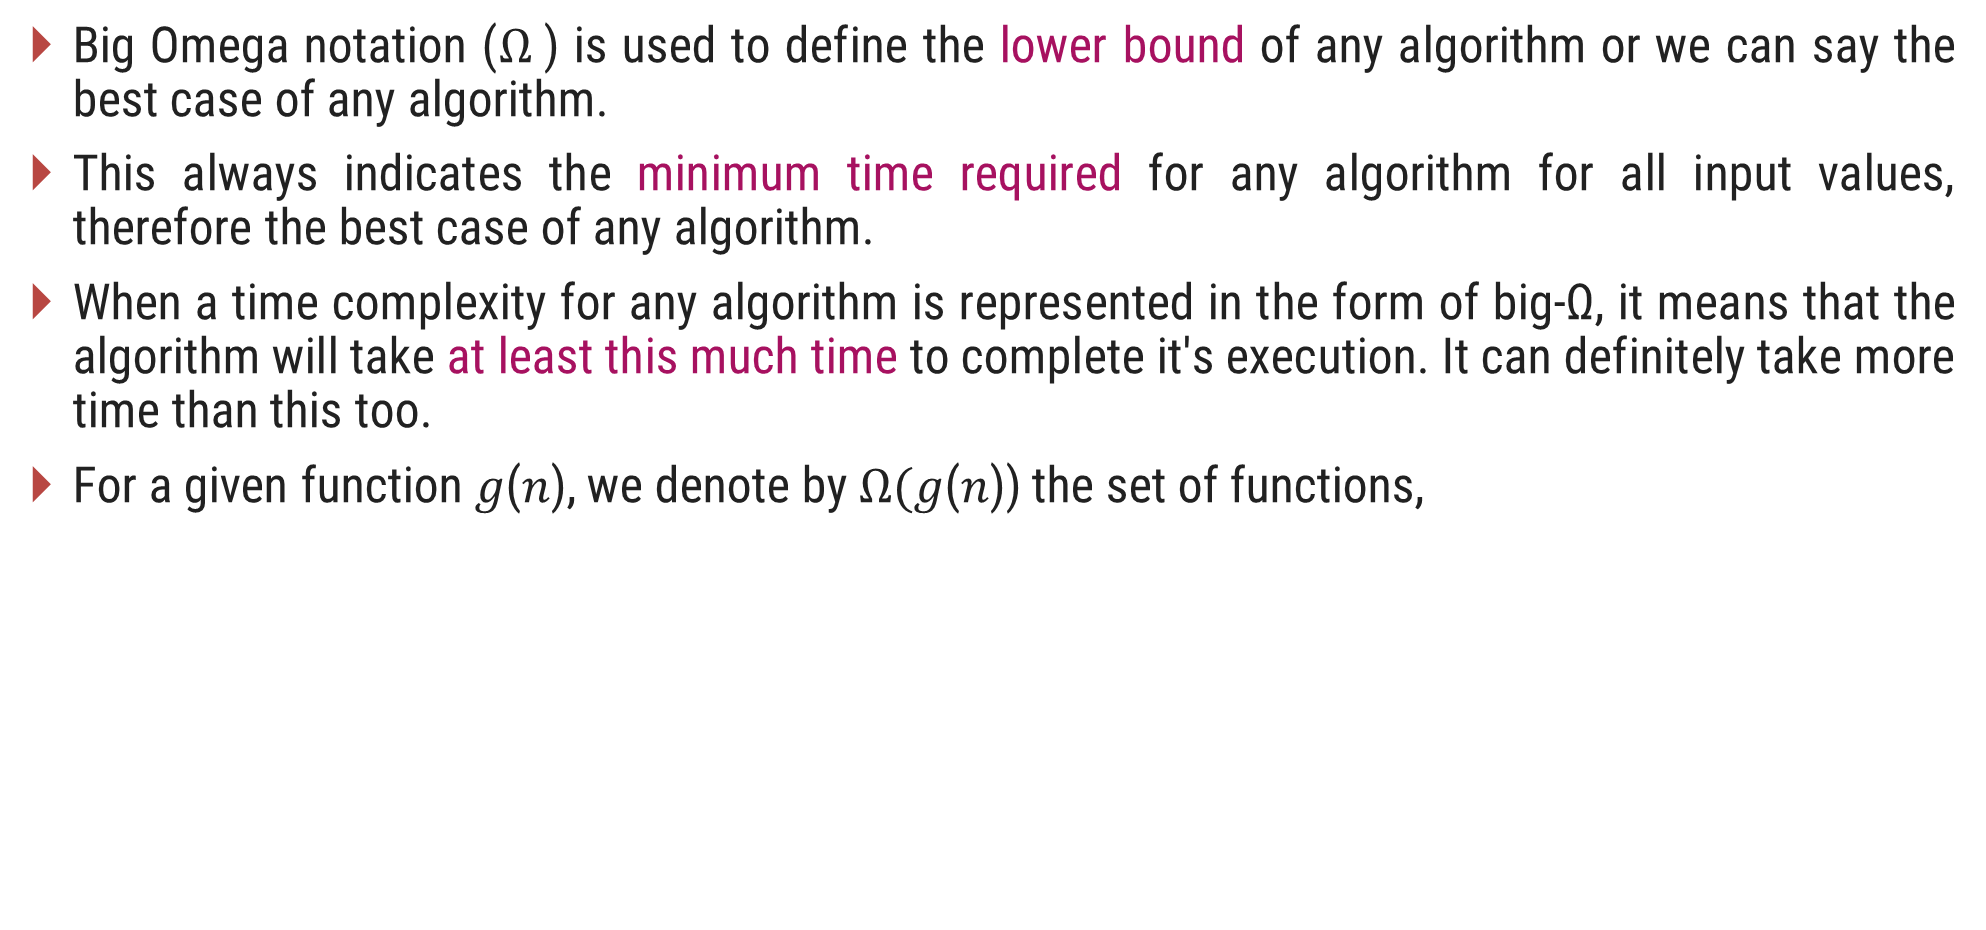 Big Omega notation (Ω ) is used to define the lower bound of any algorithm or we can say the
best case of any algorithm.
This always indicates the minimum time required for any algorithm for all input values,
therefore the best case of any algorithm.
When a time complexity for any algorithm is represented in the form of big-Ω, it means that the
algorithm will take at least this much time to complete it's execution. It can definitely take more
time than this too.
For a given function g(n), we denote by Ω(g(n)) the set of functions,